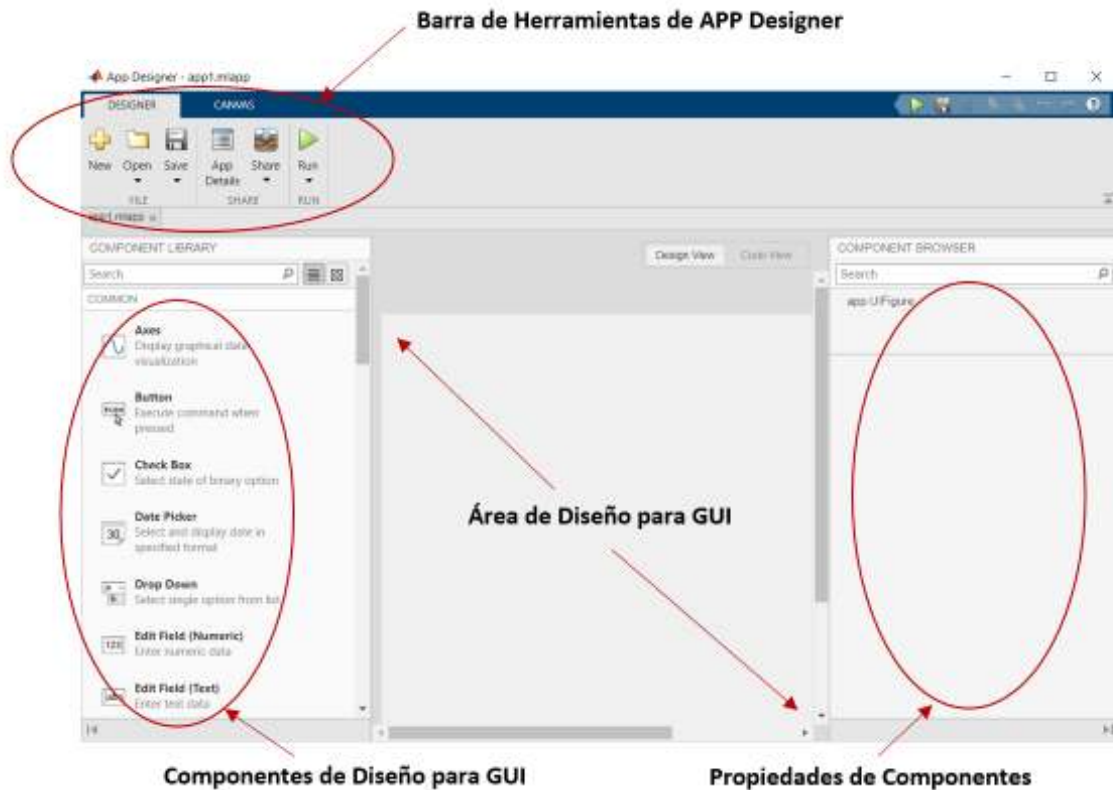 Barra de Herramientas de APP Designer
App Designer - app1.mlapp
DESIGNER CANVAS
New Open Save App Details Share Run
FILE SHARE RUN
app1.mlapp
COMPONENT LIBRARY
Search
COMMON
Axes
Display graphical data
visualization
Button
Execute command when
pressed
Check Box
Select state of binary option
Date Picker
Select and display date in
specified format
Drop Down
Select single option from list
Edit Field (Numeric)
Enter numeric data
Edit Field (Text)
Enter text data
Design View Code View
Área de Diseño para GUI
COMPONENT BROWSER
Search
app.UIFigure
Componentes de Diseño para GUI
Propiedades de Componentes